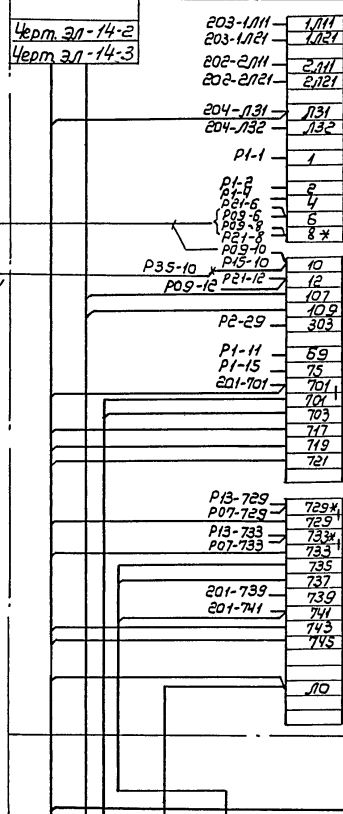 Черт. ЭЛ-14-2
Черт. ЭЛ-14-3
203-1Л11 1Л11
203-1Л21 1Л21
202-2Л11 2Л11
202-2Л21 2Л21
204-Л31 Л31
204-Л32 Л32
Р1-1 1
Р1-2 2
Р1-4 4
Р21-6
Р09-6 6
Р09-8
Р21-8 8*
Р09-10
Р35-10 Р15-10 10
Р09-12 Р21-12 12
107
109
Р2-29 303
Р1-11 69
Р1-15 75
201-701 701
701
703
717
719
721
Р13-729 729*
Р07-729 729
Р13-733 733*
Р07-733 733
735
737
201-739 739
201-741 741
743
745
ЛО